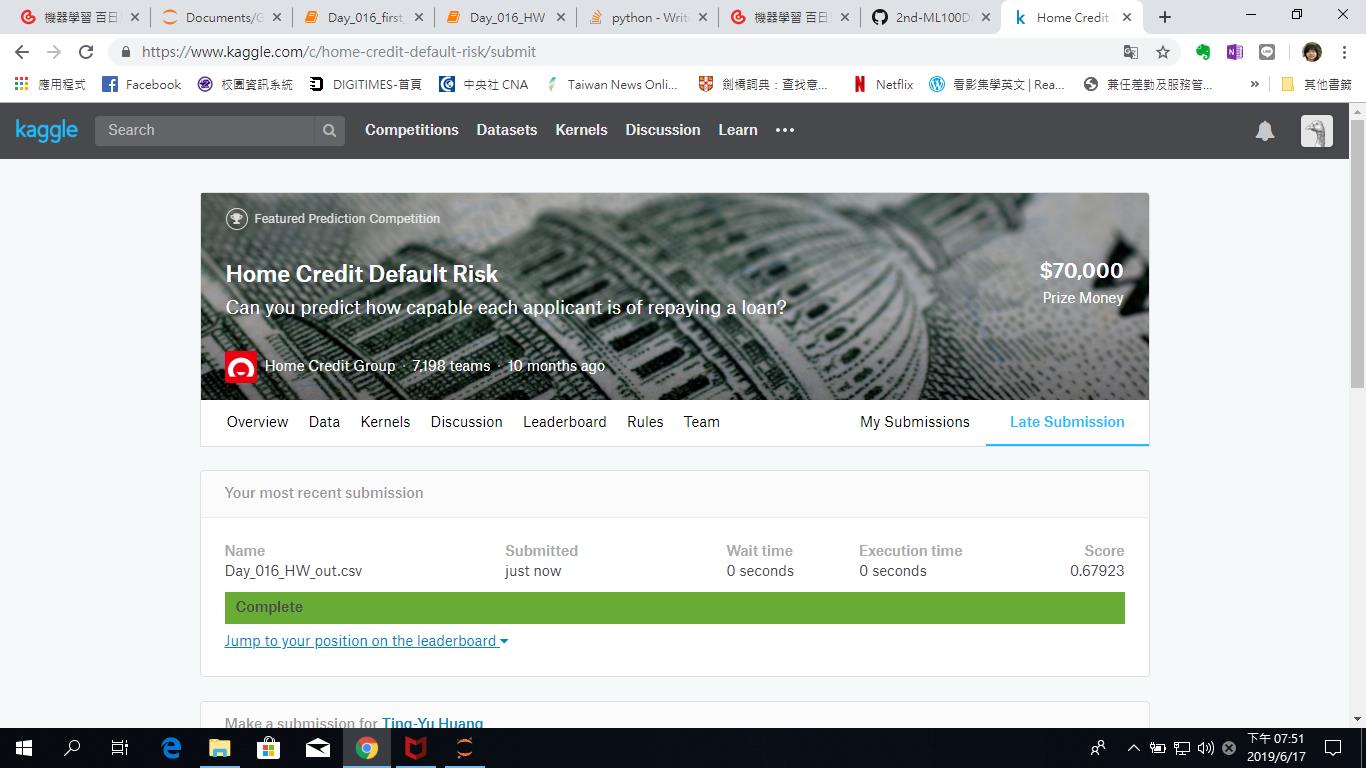 機器學習 百日
Documents/G
Day_016_first_
Day_016_HW
python - Writi
機器學習 百日
2nd-ML100Da
Home Credit
https://www.kaggle.com/c/home-credit-default-risk/submit
應用程式
Facebook
校園資訊系統
DIGITIMES-首頁
中央社 CNA
Taiwan News Onli...
劍橋詞典：查找意...
Netflix
看影集學英文 | Rea...
兼任差勤及服務管...
»
其他書籤
kaggle
Search
Competitions
Datasets
Kernels
Discussion
Learn
Featured Prediction Competition
Home Credit Default Risk
$70,000
Can you predict how capable each applicant is of repaying a loan?
Prize Money
Home Credit Group · 7,198 teams · 10 months ago
Overview
Data
Kernels
Discussion
Leaderboard
Rules
Team
My Submissions
Late Submission
Your most recent submission
Name Submitted Wait time Execution time Score
Day_016_HW_out.csv just now 0 seconds 0 seconds 0.67923
Complete
Jump to your position on the leaderboard
Make a submission for Ting-Yu Huang
下午 07:51
2019/6/17